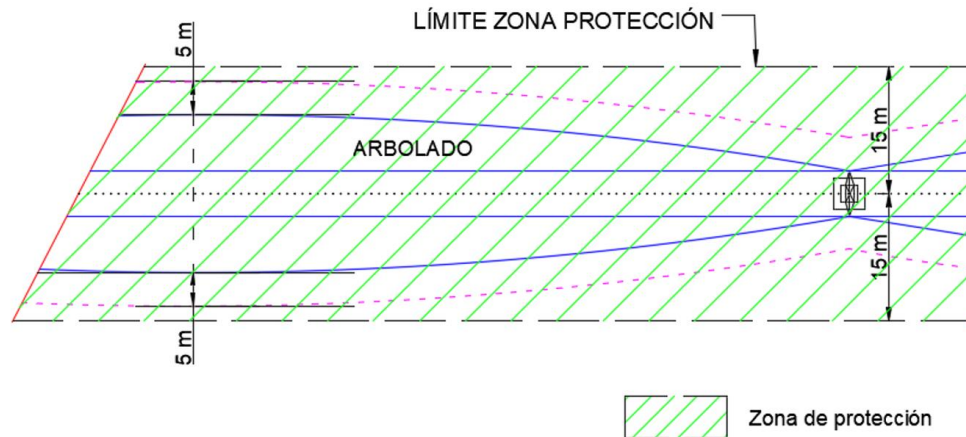 5 m
LÍMITE ZONA PROTECCIÓN
15 m
ARBOLADO
15 m
5 m
Zona de protección